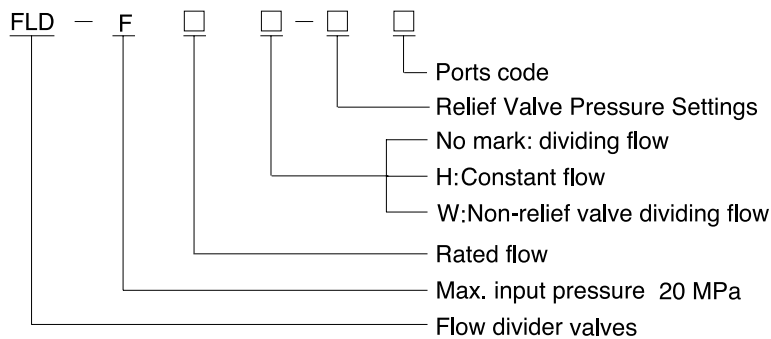 FLD - F □ □ - □ □
Ports code
Relief Valve Pressure Settings
No mark: dividing flow
H:Constant flow
W:Non-relief valve dividing flow
Rated flow
Max. input pressure 20 MPa
Flow divider valves